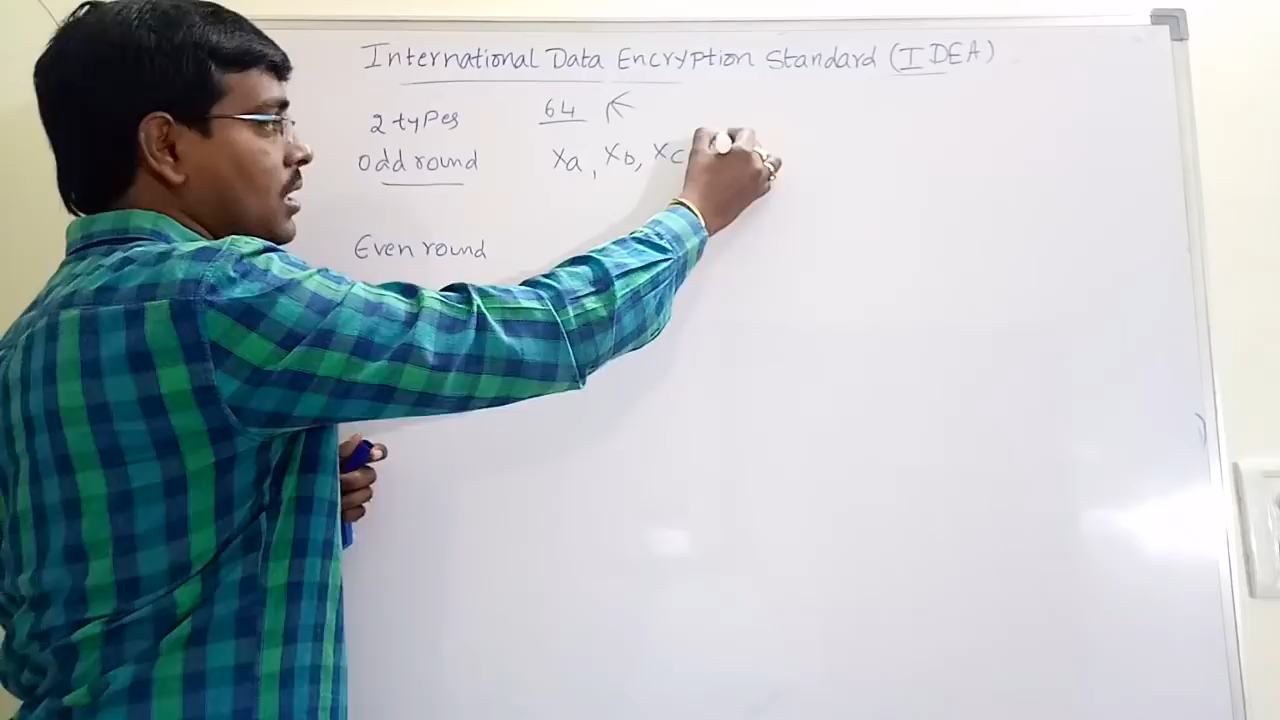 International Data Encryption Standard (IDEA)
2 types 64
Odd round Xa, Xb, Xc
Even round